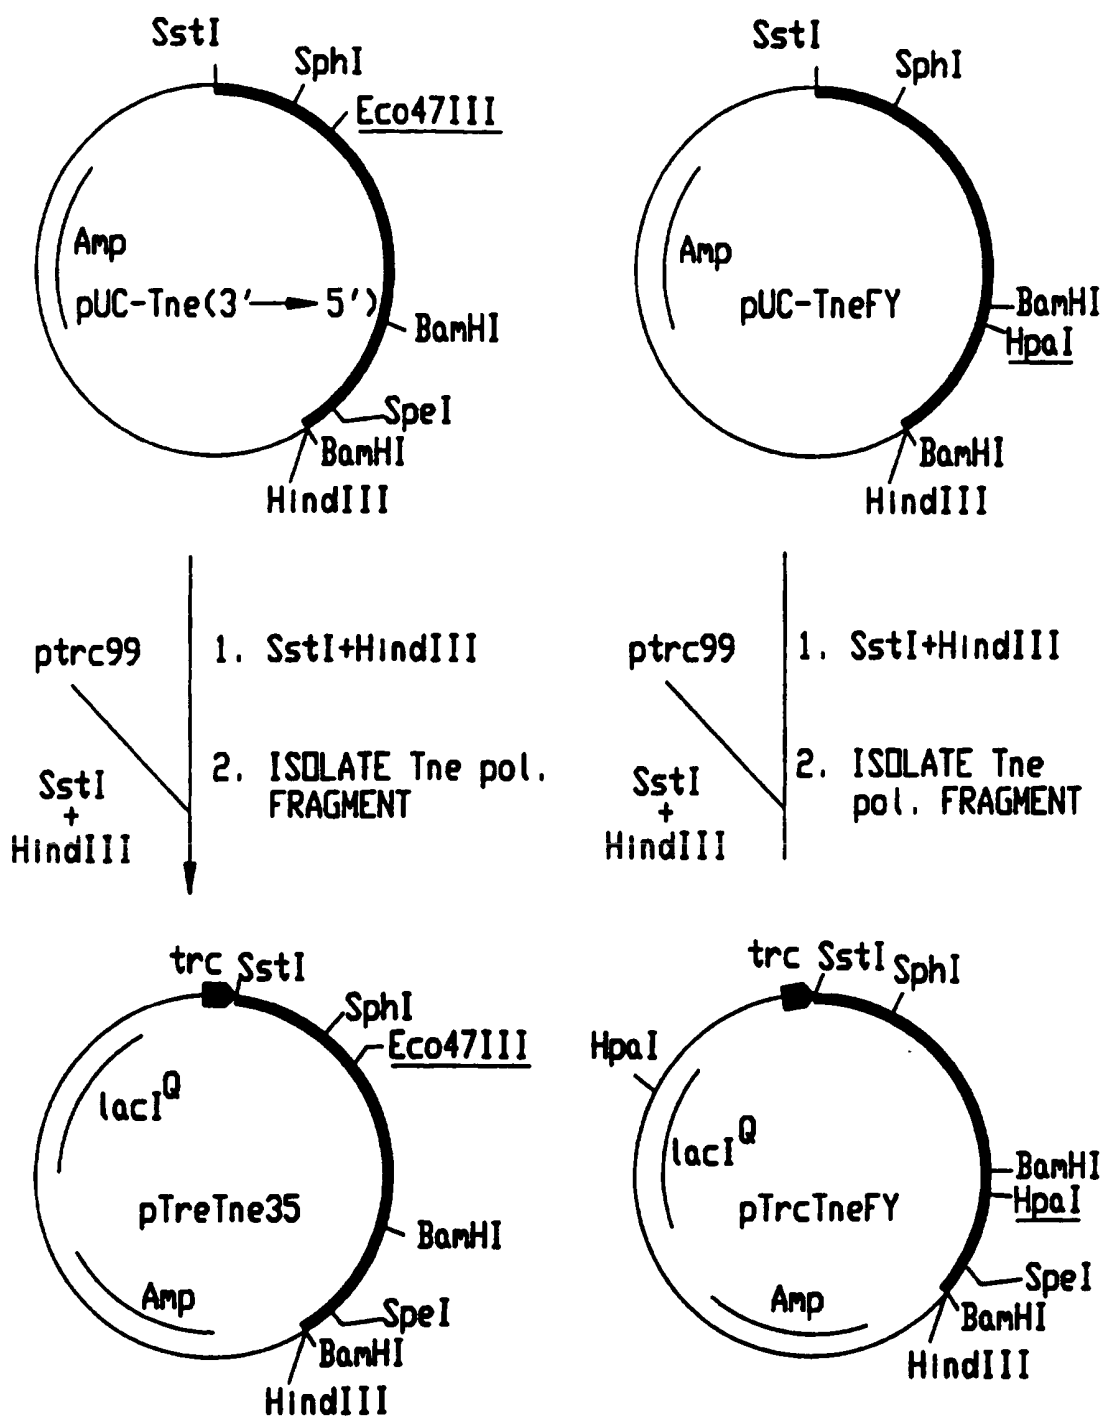 SstI
SphI
Eco47III
Amp
pUC-Tne(3′ → 5′)
BamHI
SpeI
BamHI
HindIII
SstI
SphI
Amp
pUC-TneFY
BamHI
HpaI
BamHI
HindIII
ptrc99
1. SstI+HindIII
SstI
+
HindIII
2. ISOLATE Tne pol.
FRAGMENT
ptrc99
1. SstI+HindIII
SstI
+
HindIII
2. ISOLATE Tne
pol. FRAGMENT
trc SstI
SphI
Eco47III
lacI^Q
pTreTne35
BamHI
Amp
SpeI
BamHI
HindIII
trc SstI
SphI
HpaI
lacI^Q
BamHI
pTrcTneFY
HpaI
SpeI
Amp
BamHI
HindIII